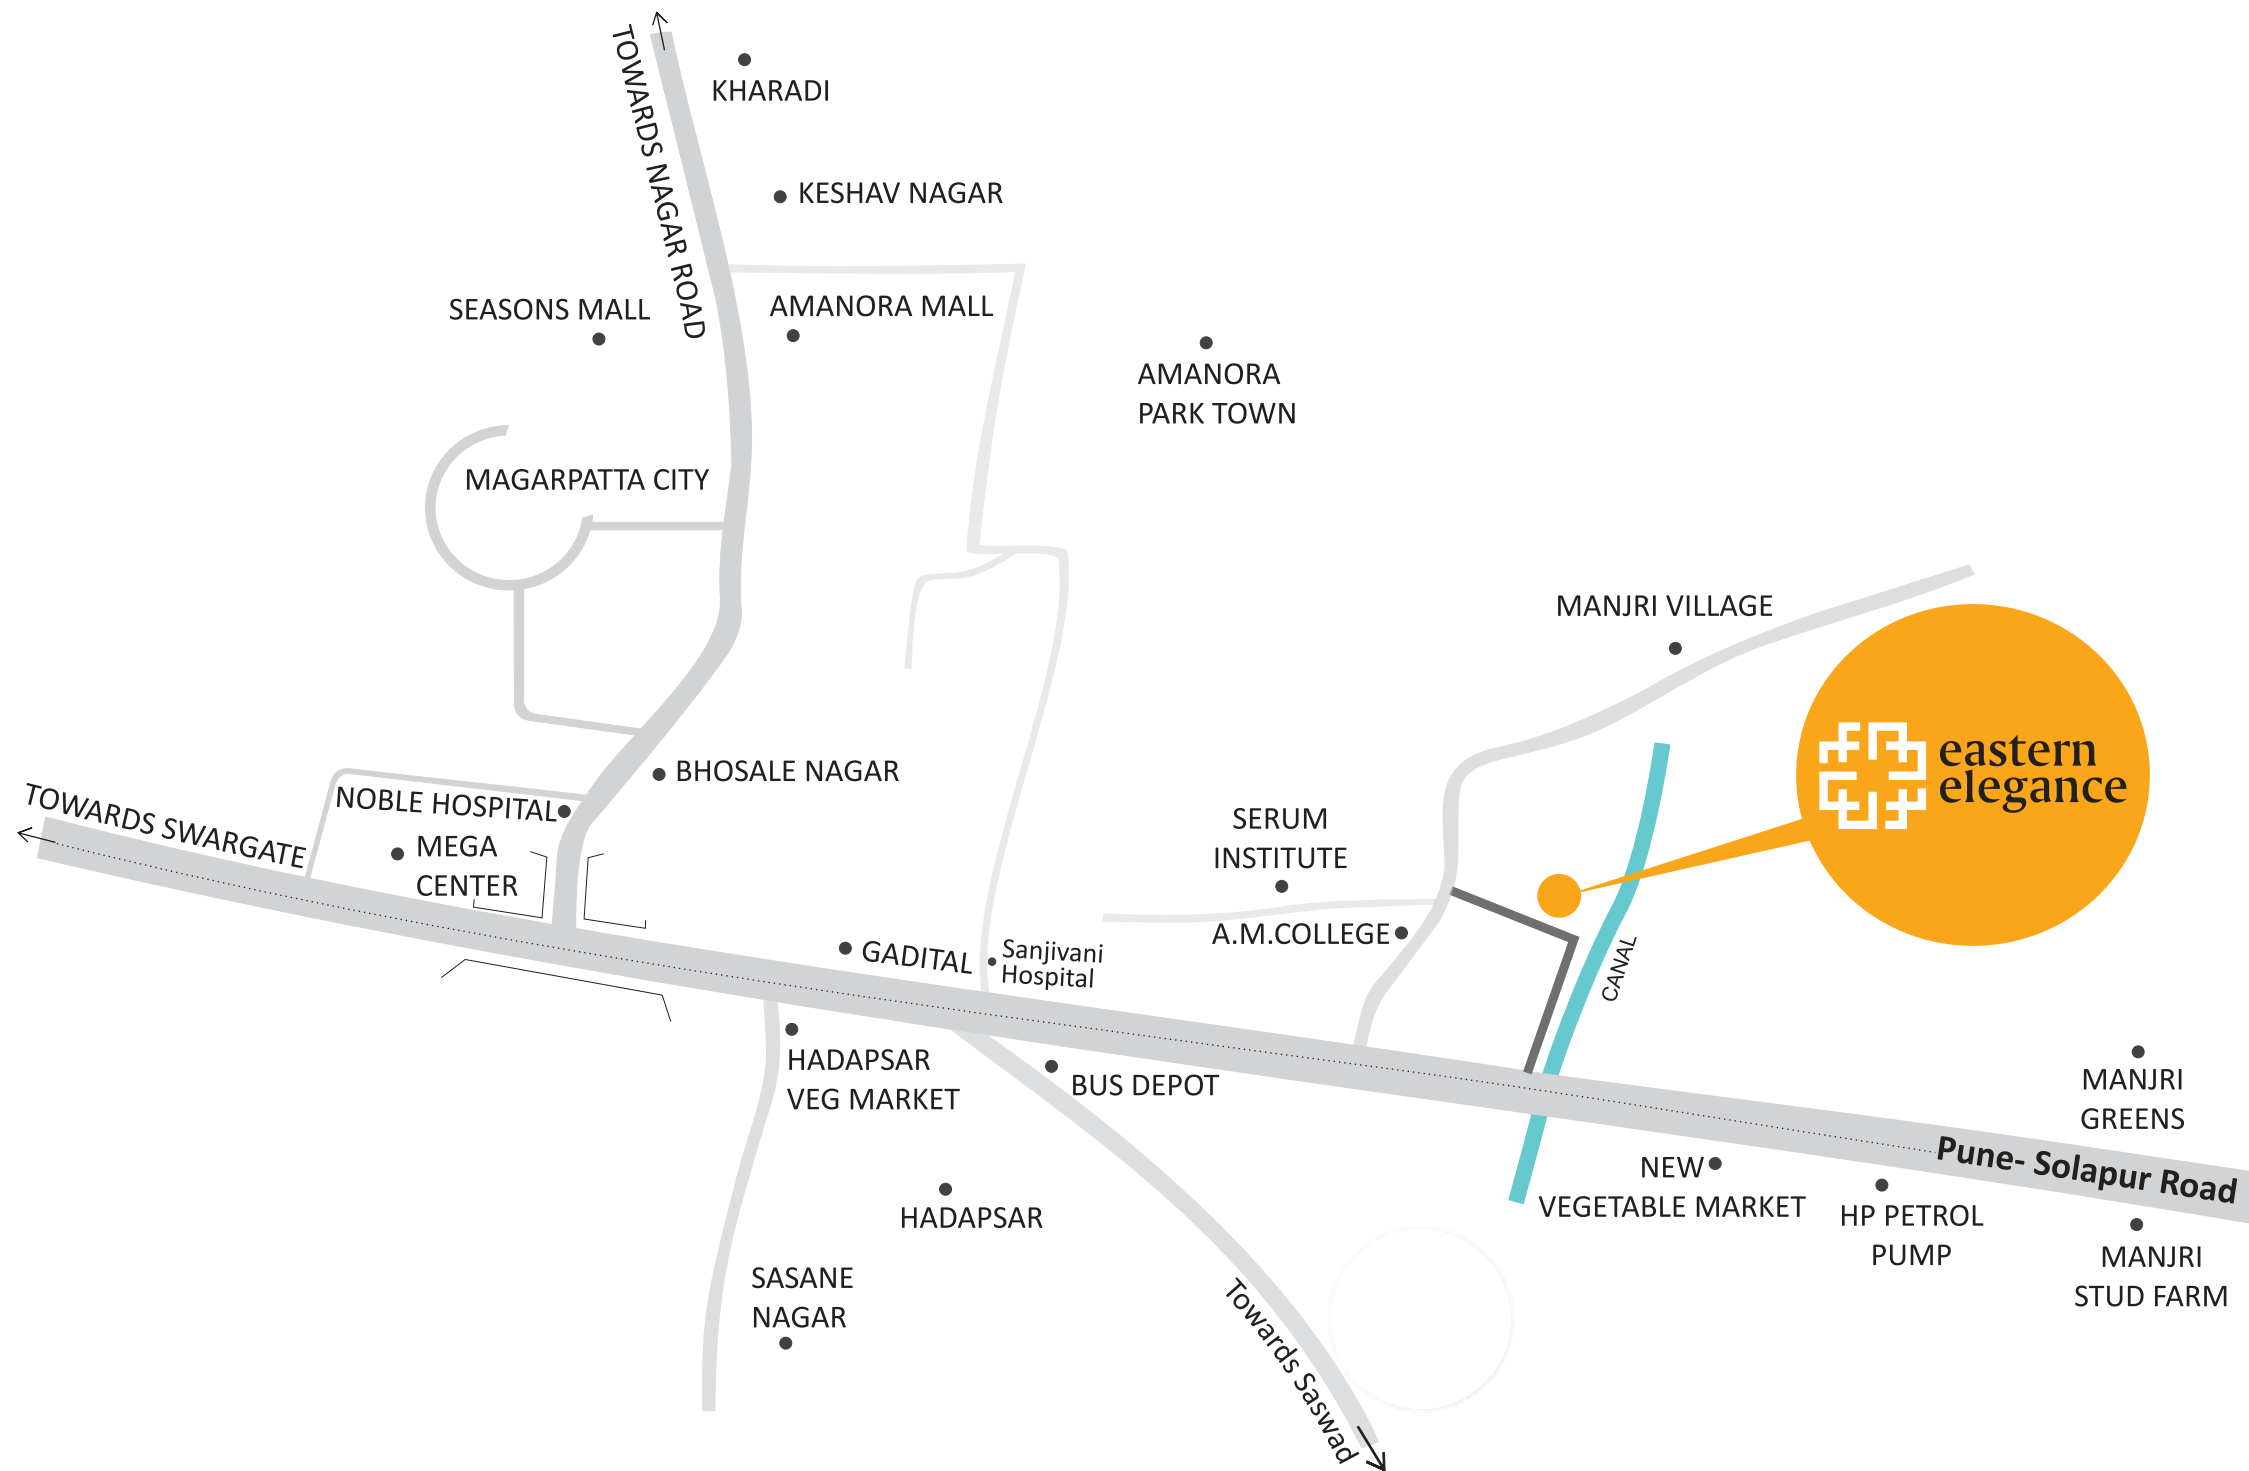 TOWARDS NAGAR ROAD
KHARADI
KESHAV NAGAR
SEASONS MALL
AMANORA MALL
AMANORA
PARK TOWN
MAGARPATTA CITY
MANJRI VILLAGE
eastern
elegance
BHOSALE NAGAR
TOWARDS SWARGATE
NOBLE HOSPITAL
MEGA
CENTER
SERUM
INSTITUTE
A.M.COLLEGE
GADITAL
Sanjivani
Hospital
CANAL
HADAPSAR
VEG MARKET
BUS DEPOT
MANJRI
GREENS
Pune- Solapur Road
NEW
VEGETABLE MARKET
HP PETROL
PUMP
MANJRI
STUD FARM
HADAPSAR
SASANE
NAGAR
Towards Saswad